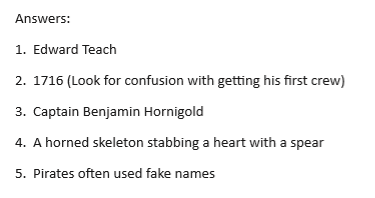 Answers:
1. Edward Teach
2. 1716 (Look for confusion with getting his first crew)
3. Captain Benjamin Hornigold
4. A horned skeleton stabbing a heart with a spear
5. Pirates often used fake names